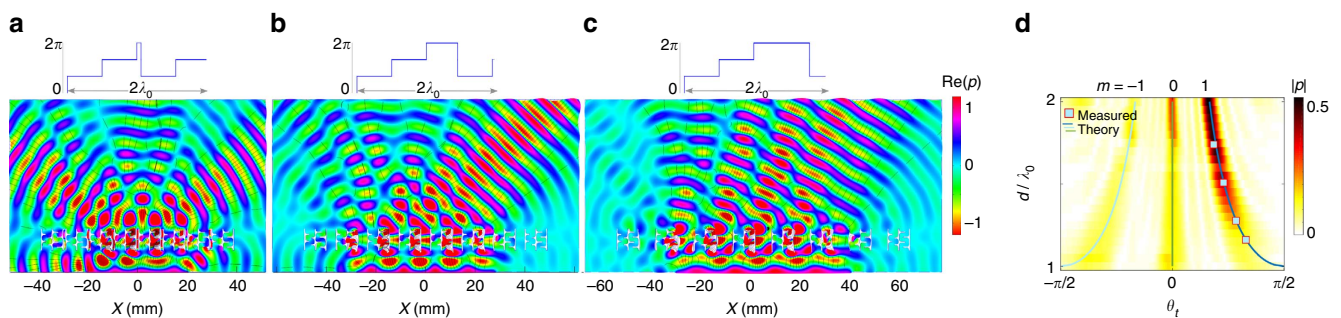 a
2π
0
2λ₀
b
2π
0
2λ₀
c
2π
0
2λ₀
Re(p)
1
0
−1
−40 −20 0 20 40
X (mm)
−40 −20 0 20 40
X (mm)
−40 −20 0 20 40 60
X (mm)
d
m = −1 0 1
|p|
0.5
0
2
1
d / λ₀
Measured
Theory
−π/2 0 π/2
θt